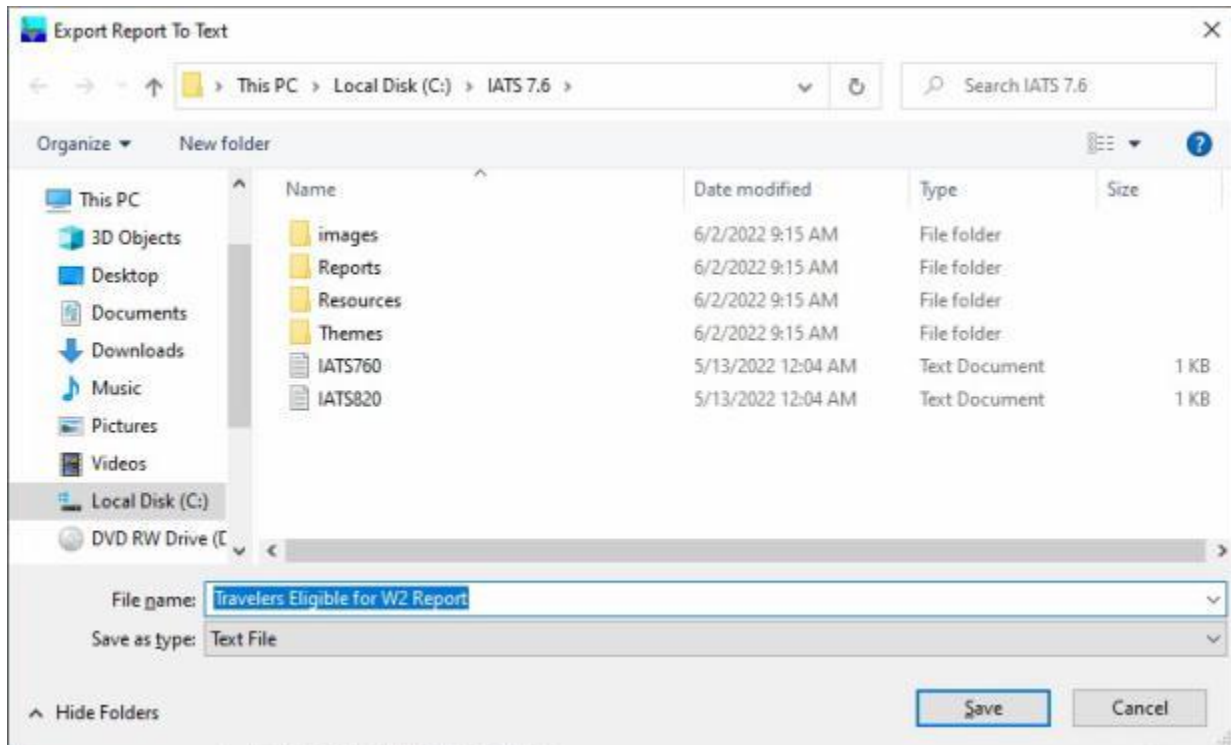 Export Report To Text
This PC > Local Disk (C:) > IATS 7.6 >
Search IATS 7.6
Organize
New folder
Name Date modified Type Size
This PC
3D Objects
Desktop
Documents
Downloads
Music
Pictures
Videos
Local Disk (C:)
DVD RW Drive (D
images 6/2/2022 9:15 AM File folder
Reports 6/2/2022 9:15 AM File folder
Resources 6/2/2022 9:15 AM File folder
Themes 6/2/2022 9:15 AM File folder
IATS760 5/13/2022 12:04 AM Text Document 1 KB
IATS820 5/13/2022 12:04 AM Text Document 1 KB
File name: Travelers Eligible for W2 Report
Save as type: Text File
Hide Folders
Save
Cancel